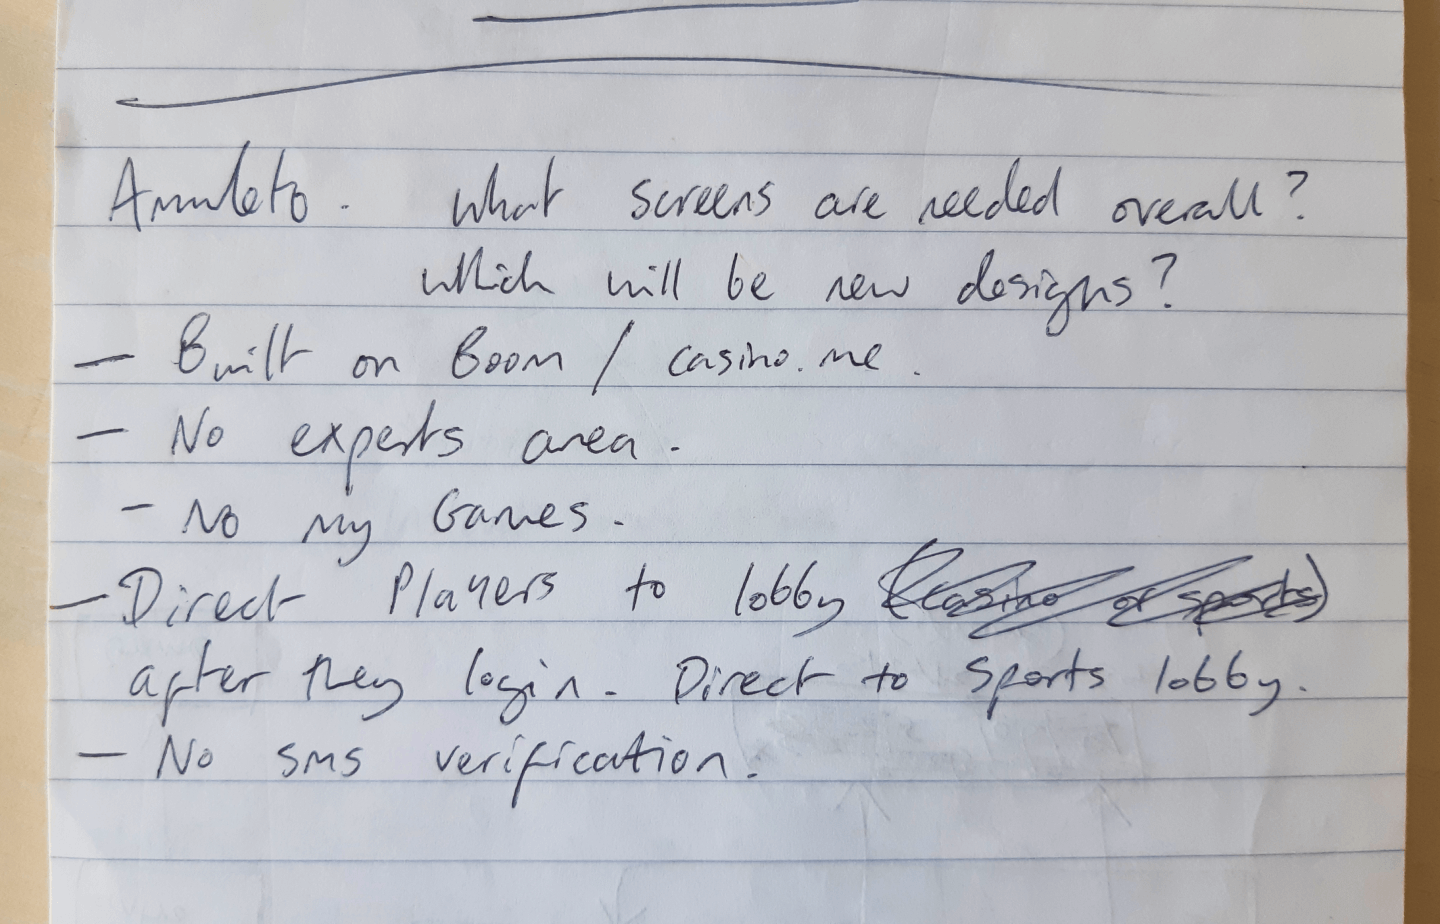 Amuleto. What screens are needed overall?
which will be new designs?
— Built on Boom / casino.me.
— No experts area.
- No my Games.
— Direct Players to lobby (casino or sports)
after they login. Direct to Sports lobby.
— No SMS verification.